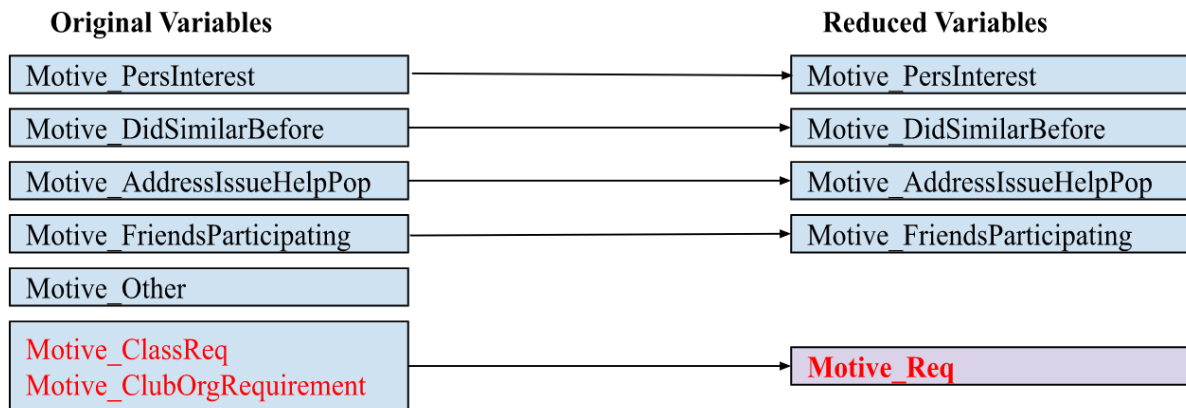 Original Variables
Reduced Variables
Motive_PersInterest
Motive_PersInterest
Motive_DidSimilarBefore
Motive_DidSimilarBefore
Motive_AddressIssueHelpPop
Motive_AddressIssueHelpPop
Motive_FriendsParticipating
Motive_FriendsParticipating
Motive_Other
Motive_ClassReq
Motive_ClubOrgRequirement
Motive_Req